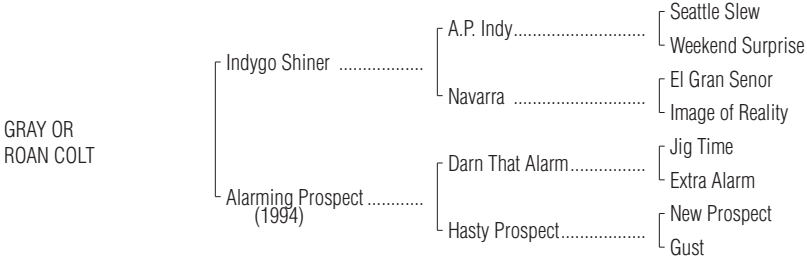 GRAY OR
ROAN COLT
Indygo Shiner ..................
Alarming Prospect ............
(1994)
A.P. Indy............................
Navarra ............................
Darn That Alarm................
Hasty Prospect..................
Seattle Slew
Weekend Surprise
El Gran Senor
Image of Reality
Jig Time
Extra Alarm
New Prospect
Gust